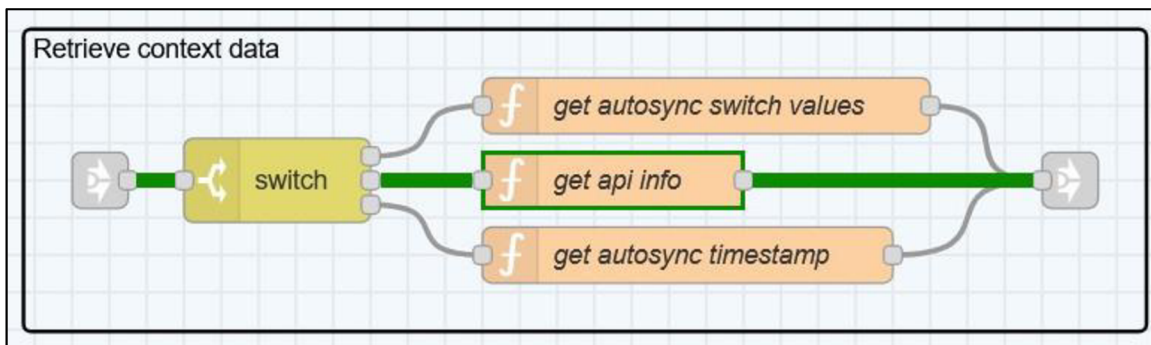 Retrieve context data
get autosync switch values
switch
get api info
get autosync timestamp